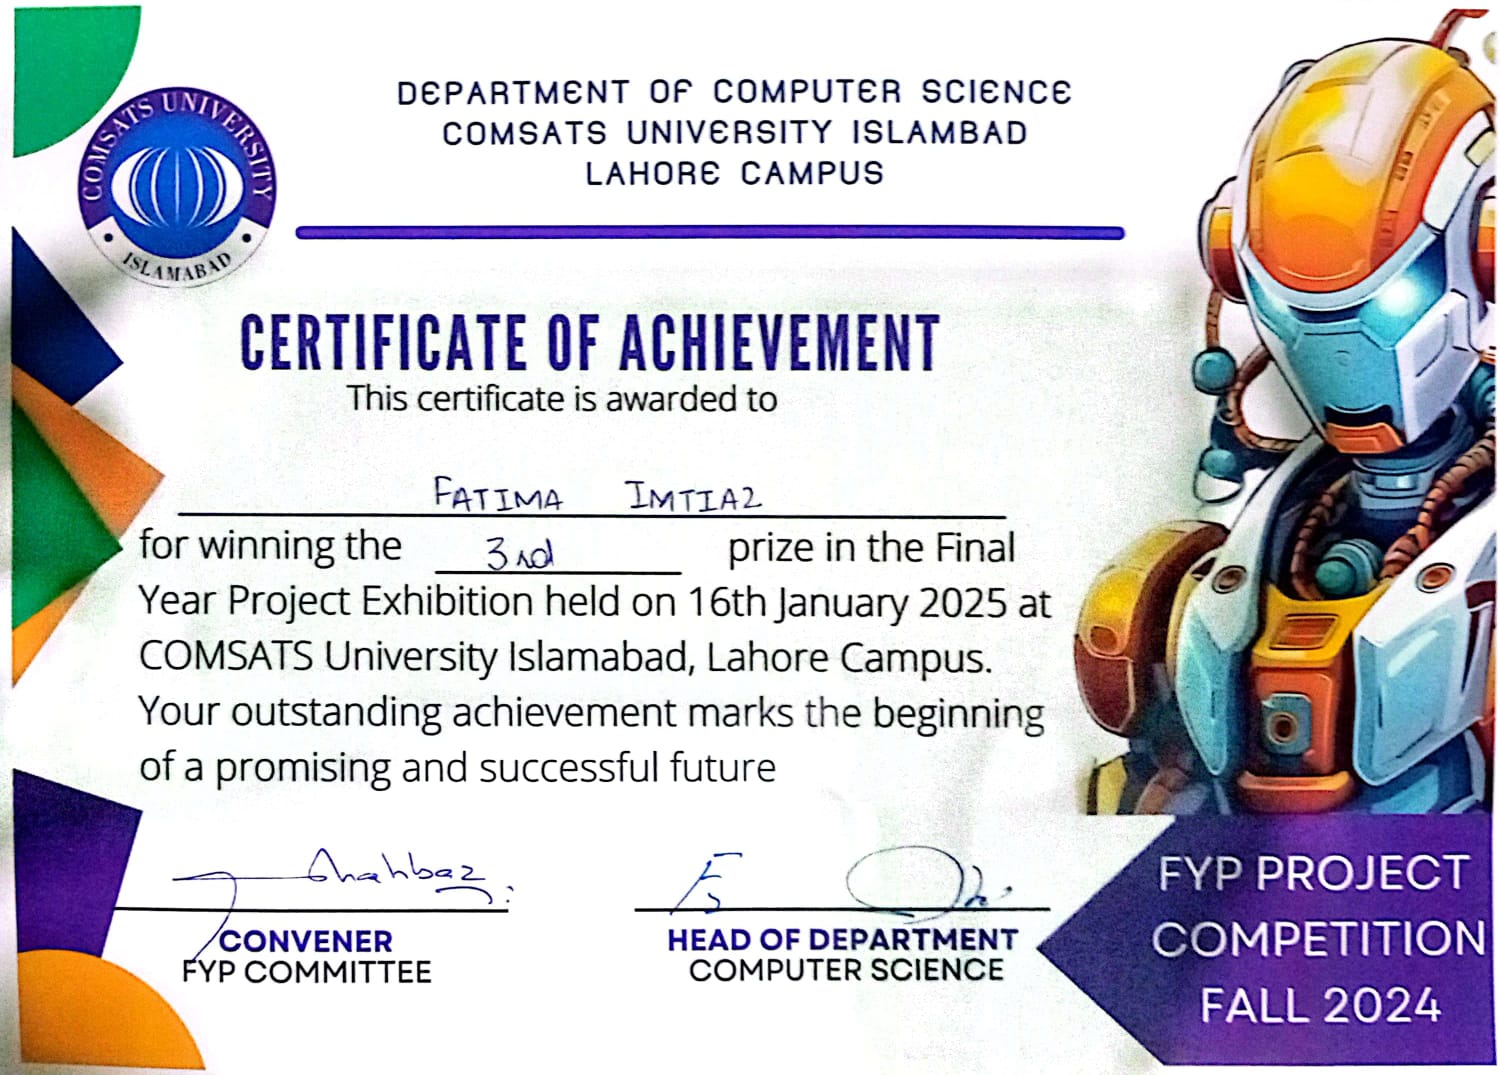 COMSATS UNIVERSITY
ISLAMABAD
DEPARTMENT OF COMPUTER SCIENCE
COMSATS UNIVERSITY ISLAMBAD
LAHORE CAMPUS
CERTIFICATE OF ACHIEVEMENT
This certificate is awarded to
FATIMA IMTIAZ
for winning the 3rd prize in the Final
Year Project Exhibition held on 16th January 2025 at
COMSATS University Islamabad, Lahore Campus.
Your outstanding achievement marks the beginning
of a promising and successful future
Shahbaz
CONVENER
FYP COMMITTEE
HEAD OF DEPARTMENT
COMPUTER SCIENCE
FYP PROJECT
COMPETITION
FALL 2024